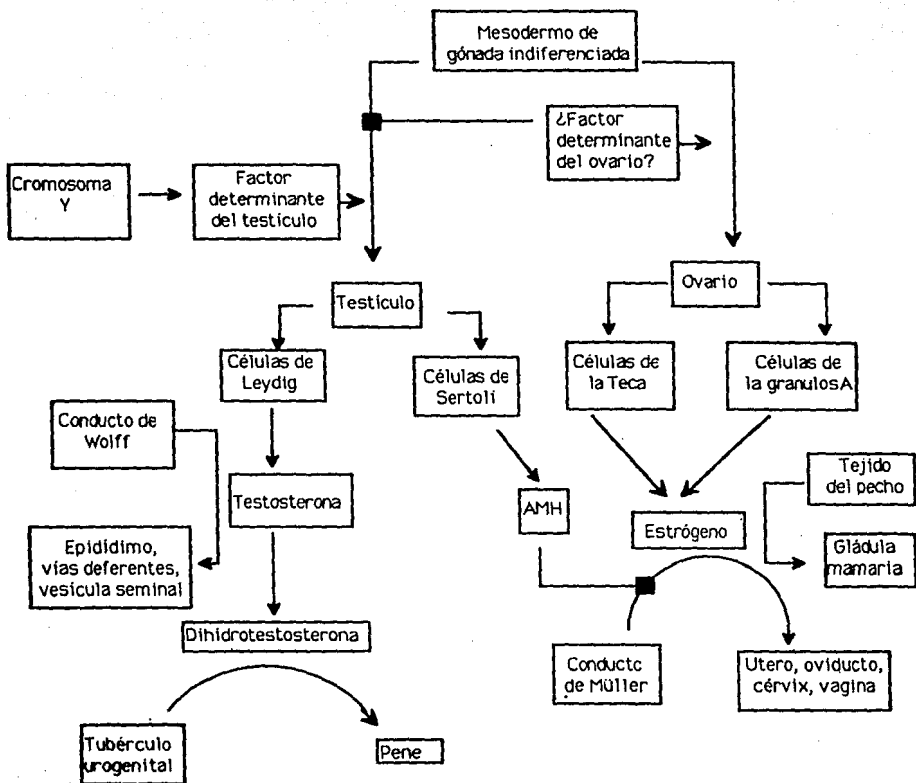 Mesodermo de
gónada indiferenciada
¿Factor
determinante
del ovario?
Cromosoma
Y
Factor
determinante
del testículo
Testículo
Ovario
Células de
Leydig
Células de
Sertoli
Células de
la Teca
Células de
la granulosA
Conducto de
Wolff
Testosterona
AMH
Estrógeno
Tejido
del pecho
Epidídimo,
vías deferentes,
vesícula seminal
Gládula
mamaria
Dihidrotestosterona
Conductc
de Müller
Utero, oviducto,
cérvix, vagina
Tubérculo
urogenital
Pene